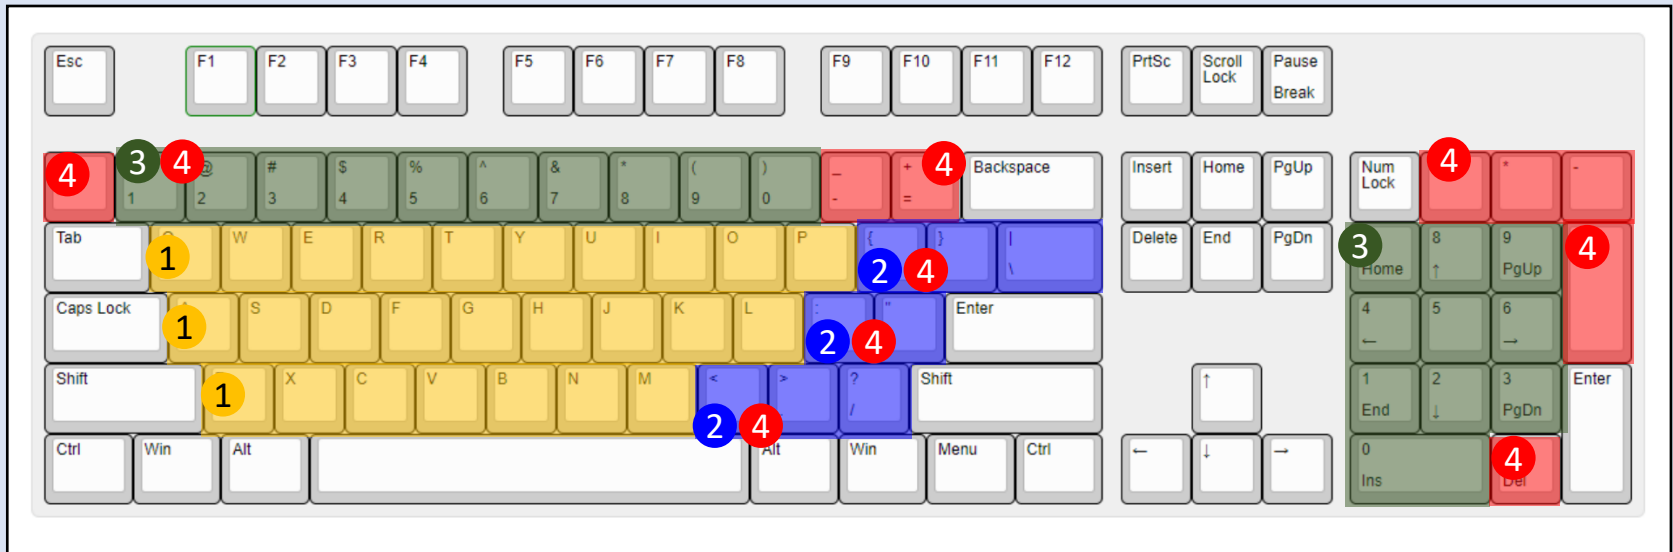 Esc F1 F2 F3 F4 F5 F6 F7 F8 F9 F10 F11 F12 PrtSc Scroll Pause
Lock
Break
4 3 4 @ # $ % ^ & * ( ) _ + 4 Backspace Insert Home PgUp Num 4 * -
Lock
1 2 3 4 5 6 7 8 9 0 - =
Tab 1 W E R T Y U I O P { } | Delete End PgDn 3 8 9 4
2 4 \ Home ↑ PgUp
Caps Lock 1 S D F G H J K L : " Enter 4 5 6
2 4 ← →
Shift 1 X C V B N M < > ? Shift ↑ 1 2 3 Enter
2 4 / End ↓ PgDn
Ctrl Win Alt Alt Win Menu Ctrl ← ↓ → 0 4
Ins Del